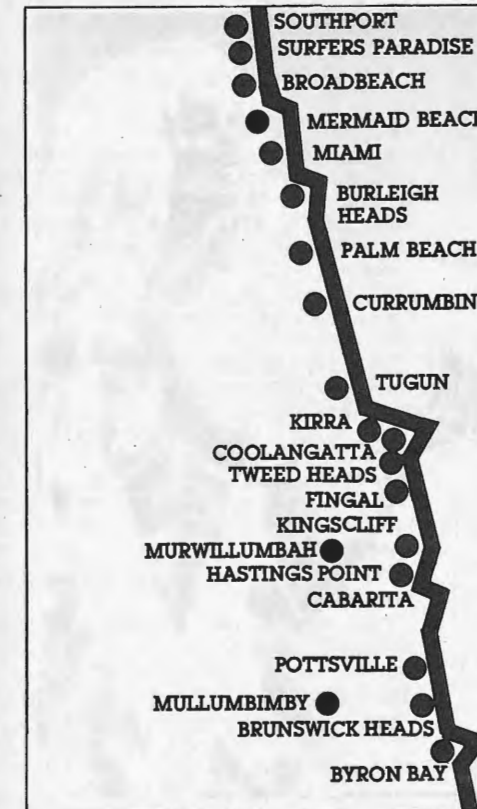 SOUTHPORT
SURFERS PARADISE
BROADBEACH
MERMAID BEACH
MIAMI
BURLEIGH
HEADS
PALM BEACH
CURRUMBIN
TUGUN
KIRRA
COOLANGATTA
TWEED HEADS
FINGAL
KINGSCLIFF
MURWILLUMBAH
HASTINGS POINT
CABARITA
POTTSVILLE
MULLUMBIMBY
BRUNSWICK HEADS
BYRON BAY